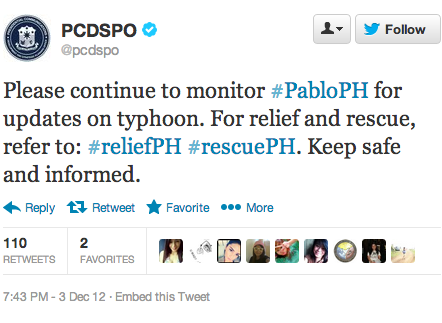 PCDSPO
@pcdspo
Follow
Please continue to monitor #PabloPH for
updates on typhoon. For relief and rescue,
refer to: #reliefPH #rescuePH. Keep safe
and informed.
Reply Retweet Favorite More
110 2
RETWEETS FAVORITES
7:43 PM - 3 Dec 12 · Embed this Tweet